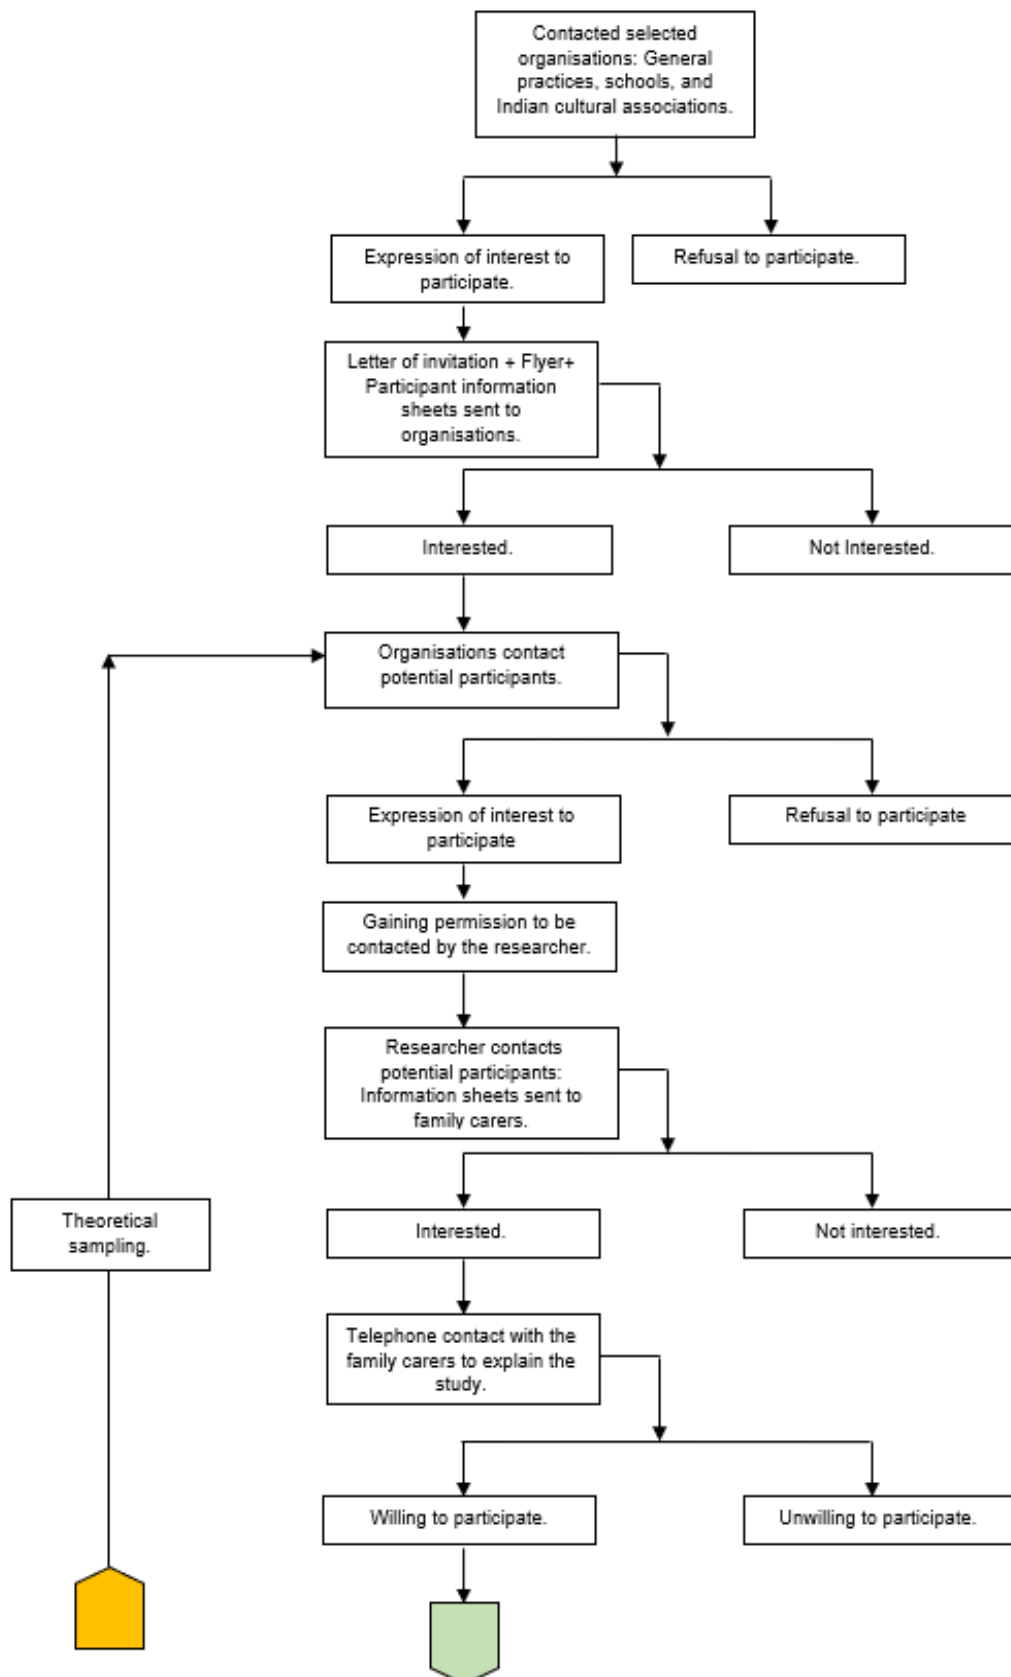 Contacted selected
organisations: General
practices, schools, and
Indian cultural associations.
Expression of interest to
participate.
Refusal to participate.
Letter of invitation + Flyer+
Participant information
sheets sent to
organisations.
Interested.
Not Interested.
Organisations contact
potential participants.
Expression of interest to
participate
Refusal to participate
Gaining permission to be
contacted by the researcher.
Researcher contacts
potential participants:
Information sheets sent to
family carers.
Theoretical
sampling.
Interested.
Not interested.
Telephone contact with the
family carers to explain the
study.
Willing to participate.
Unwilling to participate.